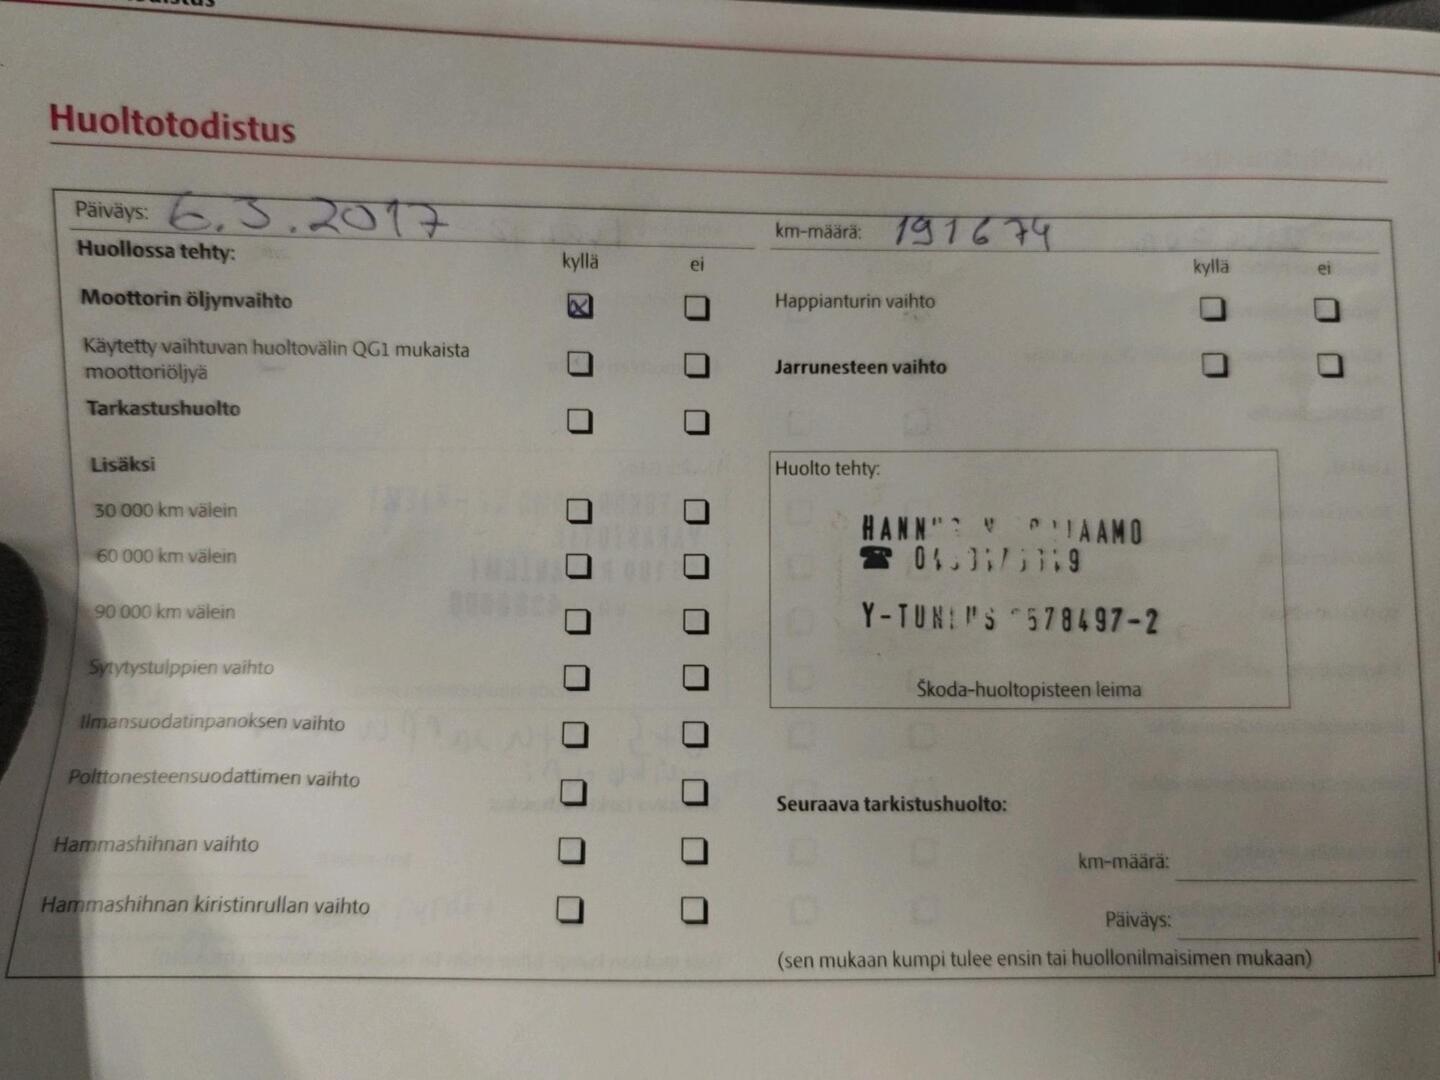 Huoltotodistus
Päiväys: 6.3.2017
km-määrä: 191674
Huollossa tehty:
kyllä ei
kyllä ei
Moottorin öljynvaihto
Happianturin vaihto
Käytetty vaihtuvan huoltovälin QG1 mukaista
moottoriöljyä
Jarrunesteen vaihto
Tarkastushuolto
Lisäksi
30 000 km välein
60 000 km välein
90 000 km välein
Sytytystulppien vaihto
Ilmansuodatinpanoksen vaihto
Polttonesteensuodattimen vaihto
Hammashihnan vaihto
Hammashihnan kiristinrullan vaihto
Huolto tehty:
Y-TUNNUS
Škoda-huoltopisteen leima
Seuraava tarkistushuolto:
km-määrä:
Päiväys:
(sen mukaan kumpi tulee ensin tai huollonilmaisimen mukaan)